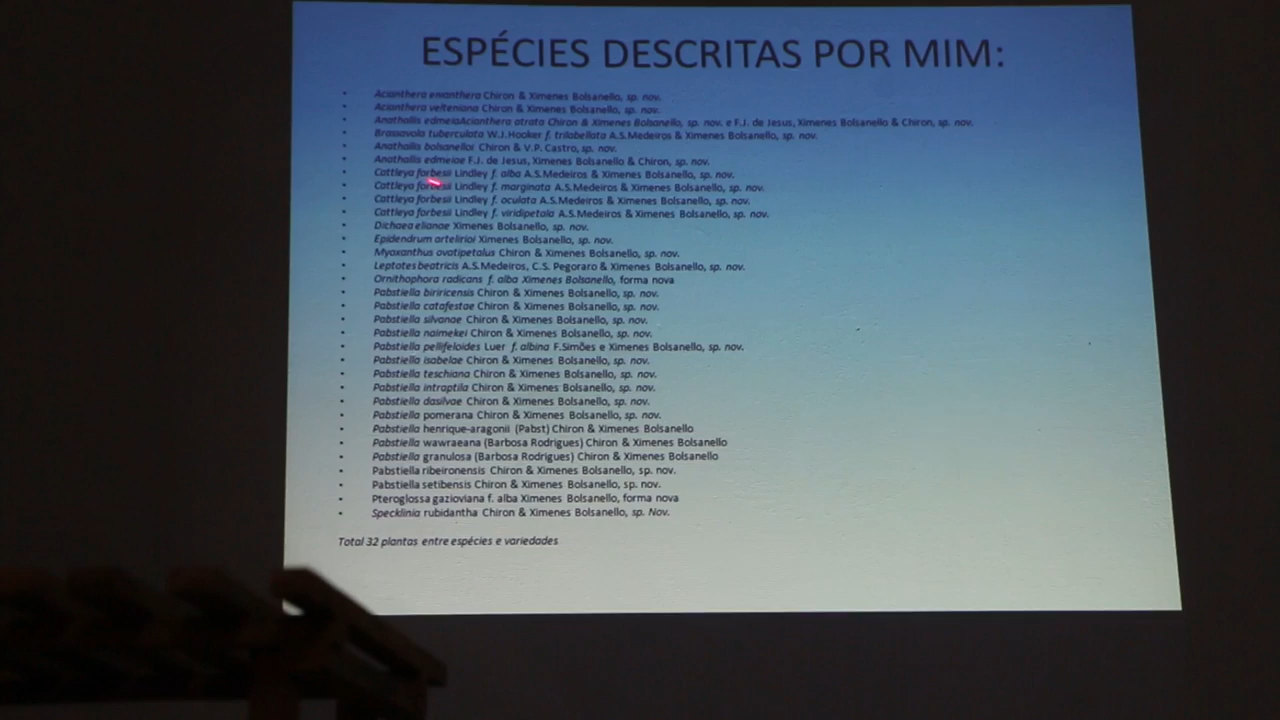 ESPÉCIES DESCRITAS POR MIM:
• Acianthera enianthera Chiron & Ximenes Bolsanello, sp. nov.
• Acianthera velteniana Chiron & Ximenes Bolsanello, sp. nov.
• Anathallis edmeiaAcianthera atrata Chiron & Ximenes Bolsanello, sp. nov. e F.J. de Jesus, Ximenes Bolsanello & Chiron, sp. nov.
• Brassavola tuberculata W.J.Hooker f. trilabellata A.S.Medeiros & Ximenes Bolsanello, sp. nov.
• Anathallis bolsanelloi Chiron & V.P. Castro, sp. nov.
• Anathallis edmeiae F.J. de Jesus, Ximenes Bolsanello & Chiron, sp. nov.
• Cattleya forbesii Lindley f. alba A.S.Medeiros & Ximenes Bolsanello, sp. nov.
• Cattleya forbesii Lindley f. marginata A.S.Medeiros & Ximenes Bolsanello, sp. nov.
• Cattleya forbesii Lindley f. oculata A.S.Medeiros & Ximenes Bolsanello, sp. nov.
• Cattleya forbesii Lindley f. viridipetala A.S.Medeiros & Ximenes Bolsanello, sp. nov.
• Dichaea elianae Ximenes Bolsanello, sp. nov.
• Epidendrum artelirioi Ximenes Bolsanello, sp. nov.
• Myoxanthus ovatipetalus Chiron & Ximenes Bolsanello, sp. nov.
• Leptotes beatricis A.S.Medeiros, C.S. Pegoraro & Ximenes Bolsanello, sp. nov.
• Ornithophora radicans f. alba Ximenes Bolsanello, forma nova
• Pabstiella biriricensis Chiron & Ximenes Bolsanello, sp. nov.
• Pabstiella catafestae Chiron & Ximenes Bolsanello, sp. nov.
• Pabstiella silvanae Chiron & Ximenes Bolsanello, sp. nov.
• Pabstiella naimekei Chiron & Ximenes Bolsanello, sp. nov.
• Pabstiella pellifeloides Luer f. albina F.Simões e Ximenes Bolsanello, sp. nov.
• Pabstiella isabelae Chiron & Ximenes Bolsanello, sp. nov.
• Pabstiella teschiana Chiron & Ximenes Bolsanello, sp. nov.
• Pabstiella intraptila Chiron & Ximenes Bolsanello, sp. nov.
• Pabstiella dasilvae Chiron & Ximenes Bolsanello, sp. nov.
• Pabstiella pomerana Chiron & Ximenes Bolsanello, sp. nov.
• Pabstiella henrique-aragonii (Pabst) Chiron & Ximenes Bolsanello
• Pabstiella wawraeana (Barbosa Rodrigues) Chiron & Ximenes Bolsanello
• Pabstiella granulosa (Barbosa Rodrigues) Chiron & Ximenes Bolsanello
• Pabstiella ribeironensis Chiron & Ximenes Bolsanello, sp. nov.
• Pabstiella setibensis Chiron & Ximenes Bolsanello, sp. nov.
• Pteroglossa gazioviana f. alba Ximenes Bolsanello, forma nova
• Specklinia rubidantha Chiron & Ximenes Bolsanello, sp. Nov.
Total 32 plantas entre espécies e variedades